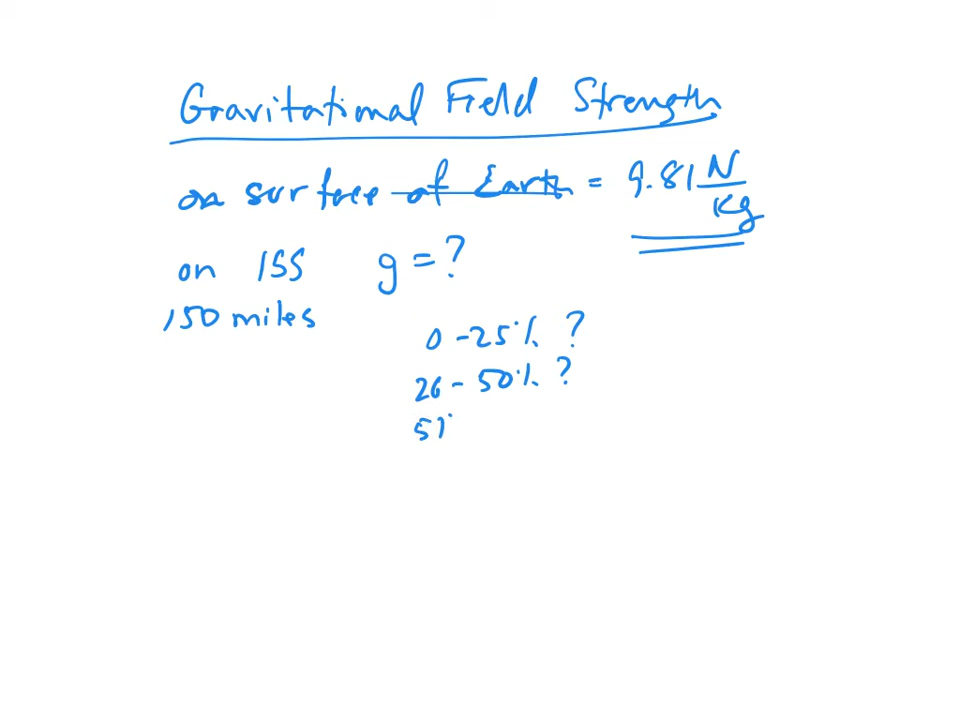 Gravitational Field Strength
on surface of Earth = 9.81 N/Kg
on ISS g = ?
150 miles
0 - 25% ?
26 - 50% ?
51